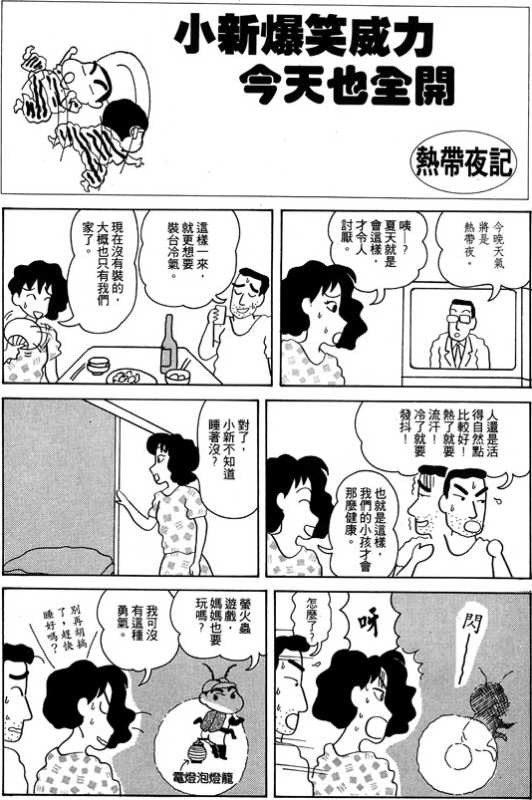 小新爆笑威力
今天也全開
熱帶夜記
今晚天氣
將是
熱帶夜。
咦—？
夏天就是
會這樣，
才令人
討厭。
這樣一來，
就更想要
裝台冷氣。
現在沒有裝的，
大概也只有我們
家了。
人還是活
得自然點
比較好！
熱了就要
流汗！
冷了就要
發抖！
也就是這樣，
我們的小孩才會
那麼健康。
對了，
小新不知道
睡著沒？
閃—
呀
怎麼了？
螢火蟲
遊戲，
媽媽也要
玩嗎？
電燈泡燈籠
我可沒
有這種
勇氣。
別再胡搞
了，趕快
睡好嗎？